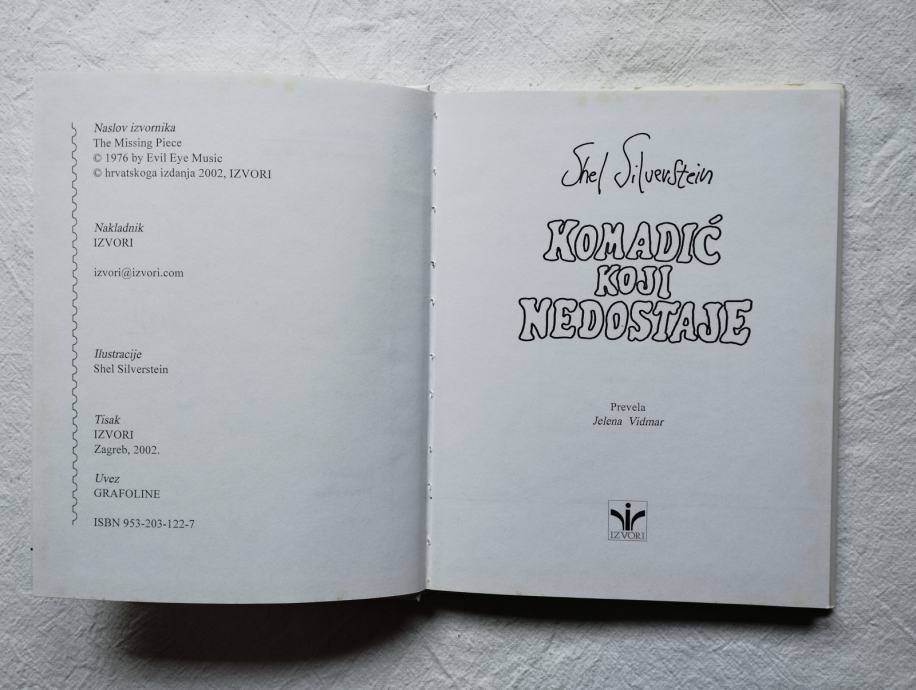 Naslov izvornika
The Missing Piece
© 1976 by Evil Eye Music
© hrvatskoga izdanja 2002, IZVORI
Nakladnik
IZVORI
izvori@izvori.com
Ilustracije
Shel Silverstein
Tisak
IZVORI
Zagreb, 2002.
Uvez
GRAFOLINE
ISBN 953-203-122-7
Shel Silverstein
KOMADIĆ
KOJI
NEDOSTAJE
Prevela
Jelena Vidmar
IZVORI